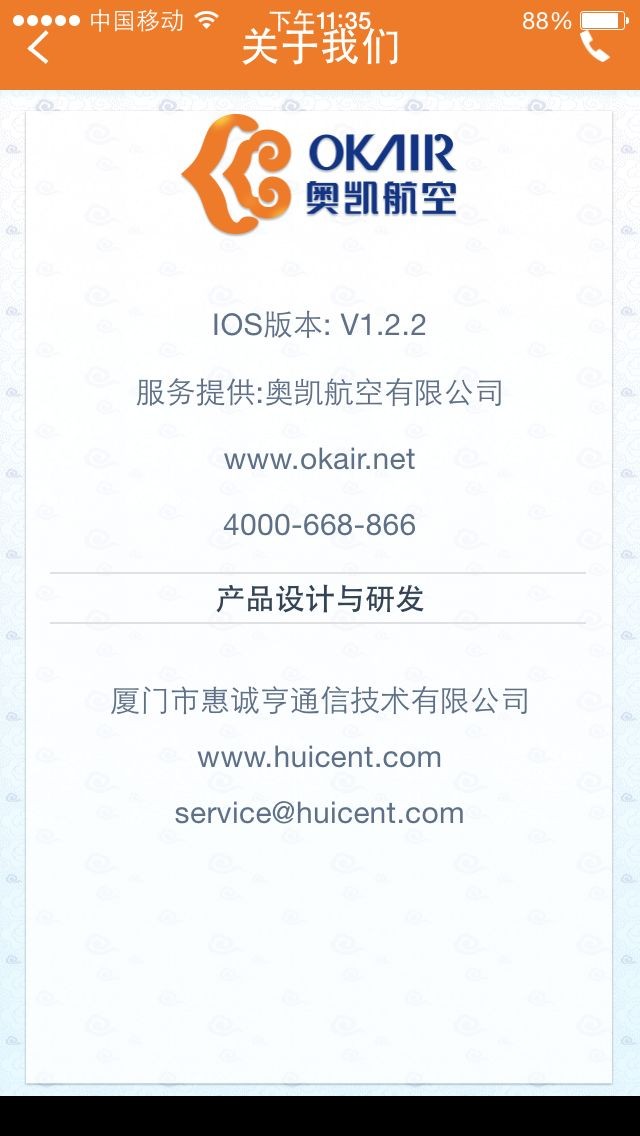 中国移动 下午11:35 88%
关于我们
OKAIR
奥凯航空
IOS版本: V1.2.2
服务提供:奥凯航空有限公司
www.okair.net
4000-668-866
产品设计与研发
厦门市惠诚亨通信技术有限公司
www.huicent.com
service@huicent.com